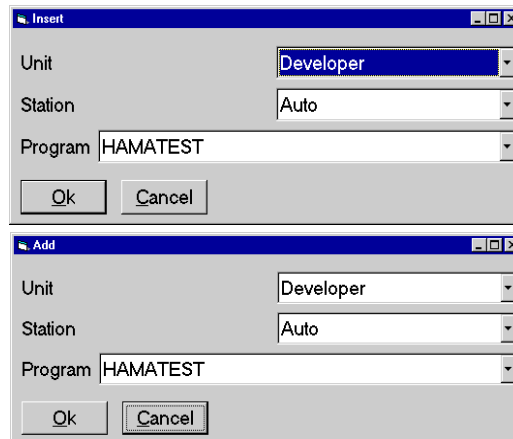 Insert
Unit Developer
Station Auto
Program HAMATEST
Ok Cancel
Add
Unit Developer
Station Auto
Program HAMATEST
Ok Cancel